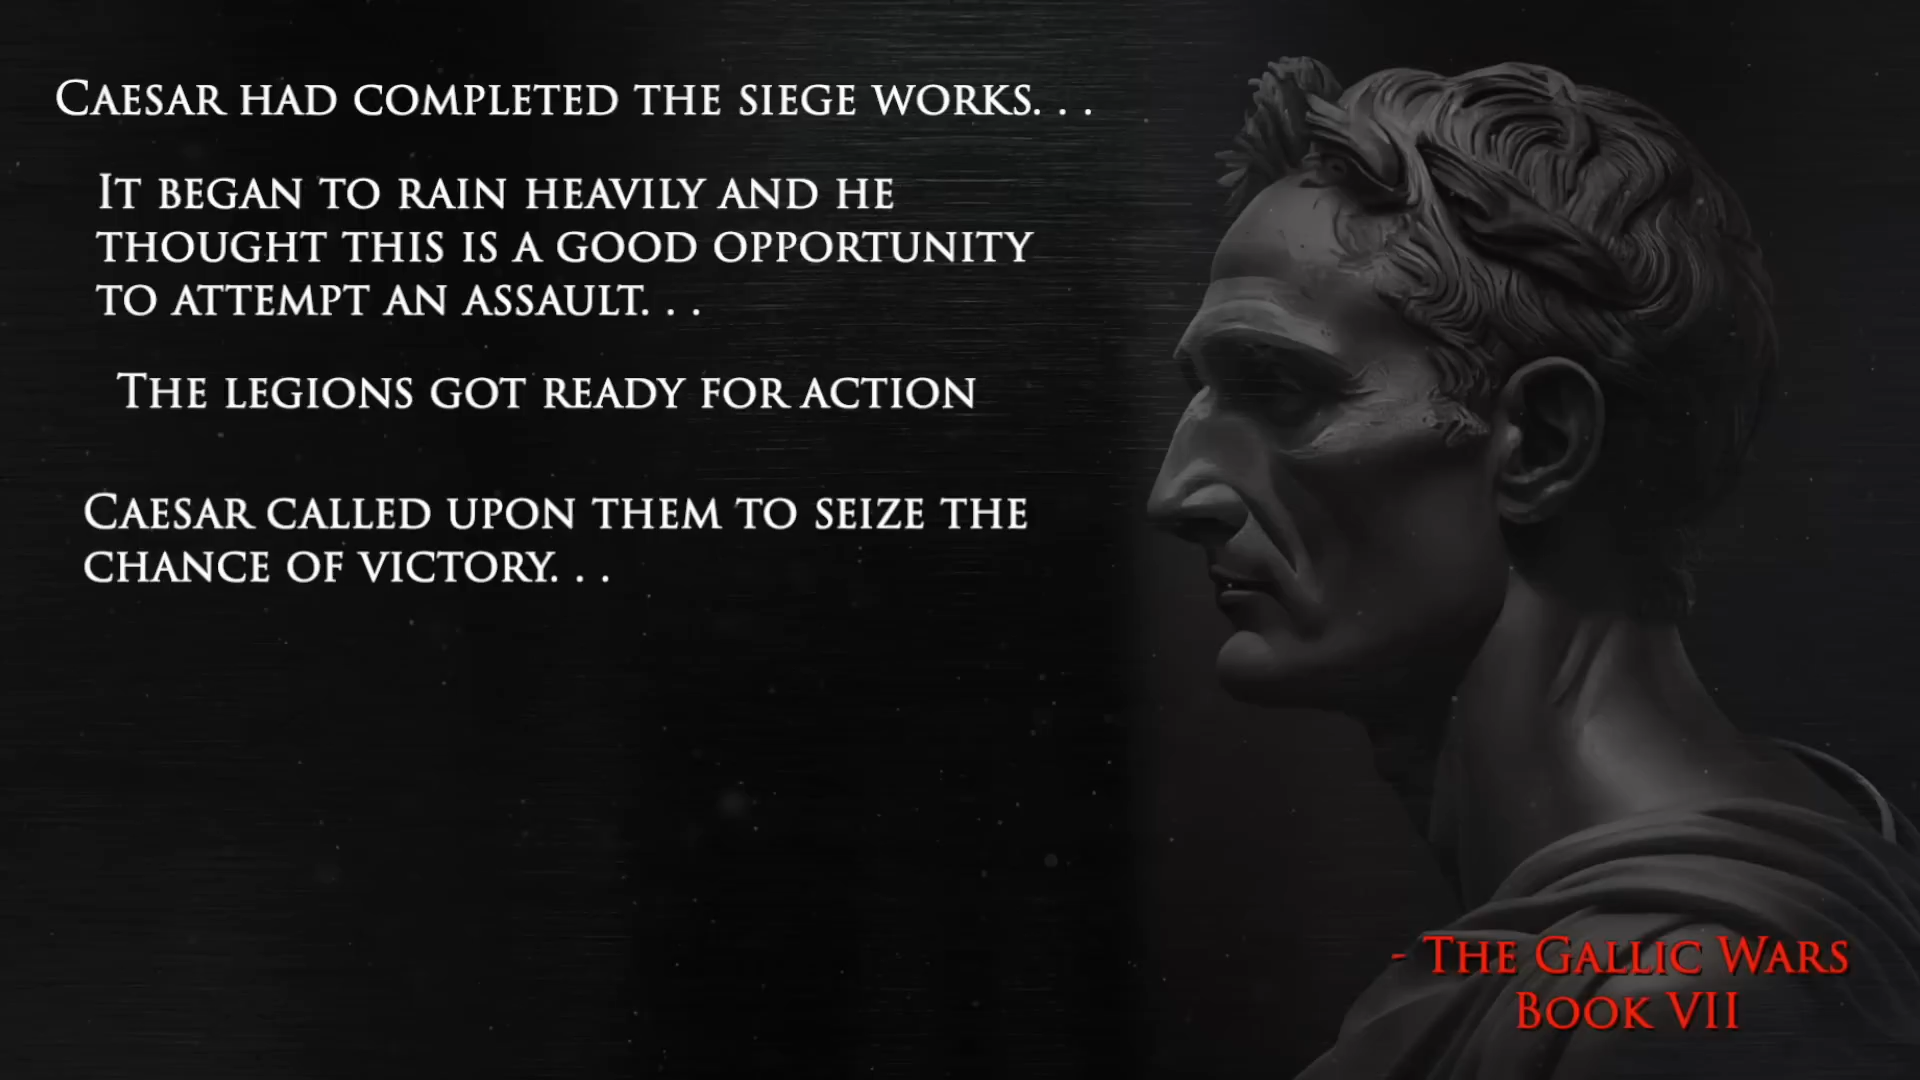 Caesar had completed the siege works. . .
It began to rain heavily and he
thought this is a good opportunity
to attempt an assault. . .
The legions got ready for action
Caesar called upon them to seize the
chance of victory. . .
- The Gallic Wars
Book VII